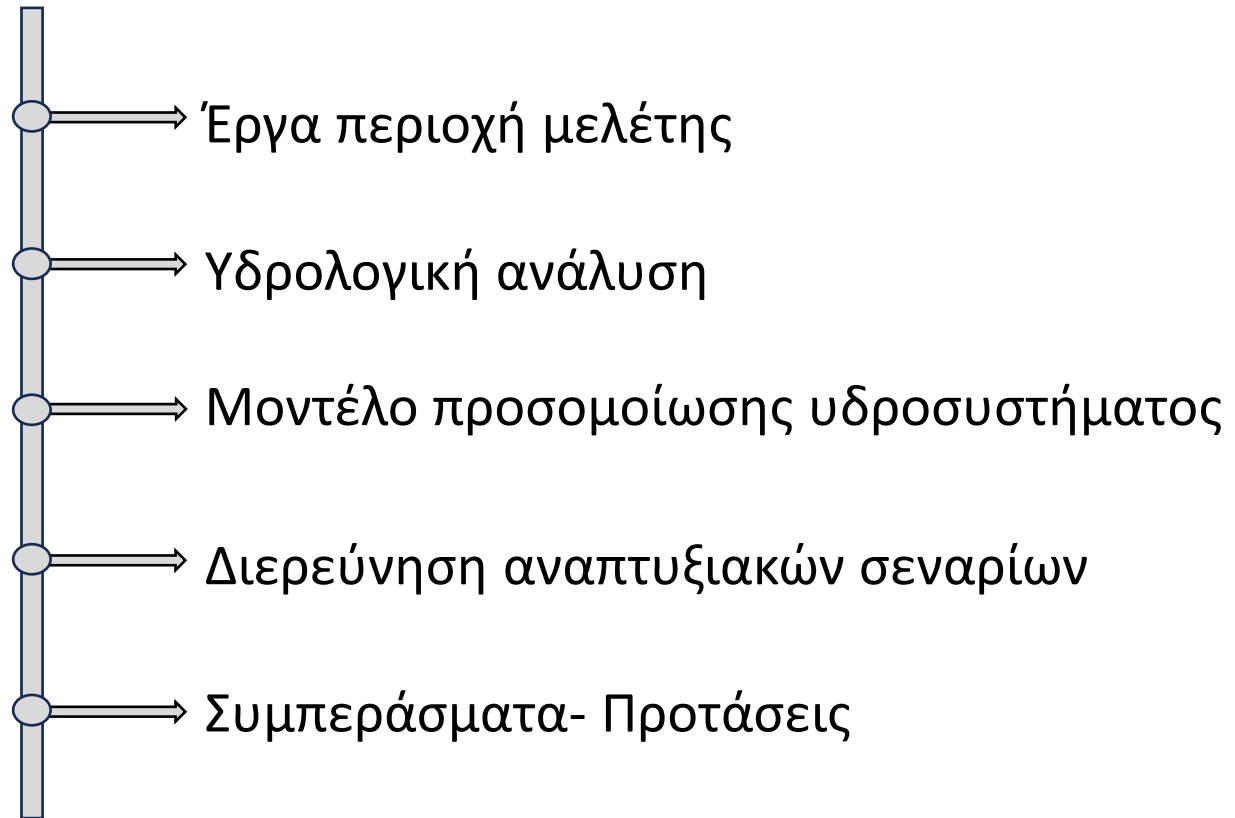 Έργα περιοχή μελέτης
Υδρολογική ανάλυση
Μοντέλο προσομοίωσης υδροσυστήματος
Διερεύνηση αναπτυξιακών σεναρίων
Συμπεράσματα- Προτάσεις